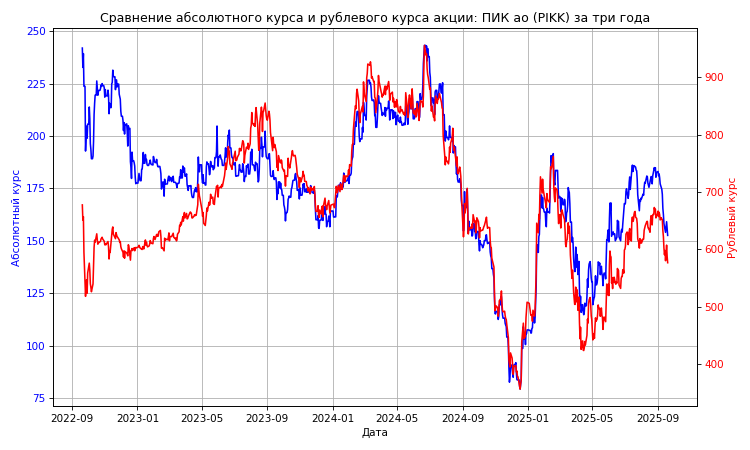 Сравнение абсолютного курса и рублевого курса акции: ПИК ао (PIKK) за три года
Абсолютный курс
250
225
200
175
150
125
100
75
900
800
700
600
500
400
Рублевый курс
2022-09 2023-01 2023-05 2023-09 2024-01 2024-05 2024-09 2025-01 2025-05 2025-09
Дата